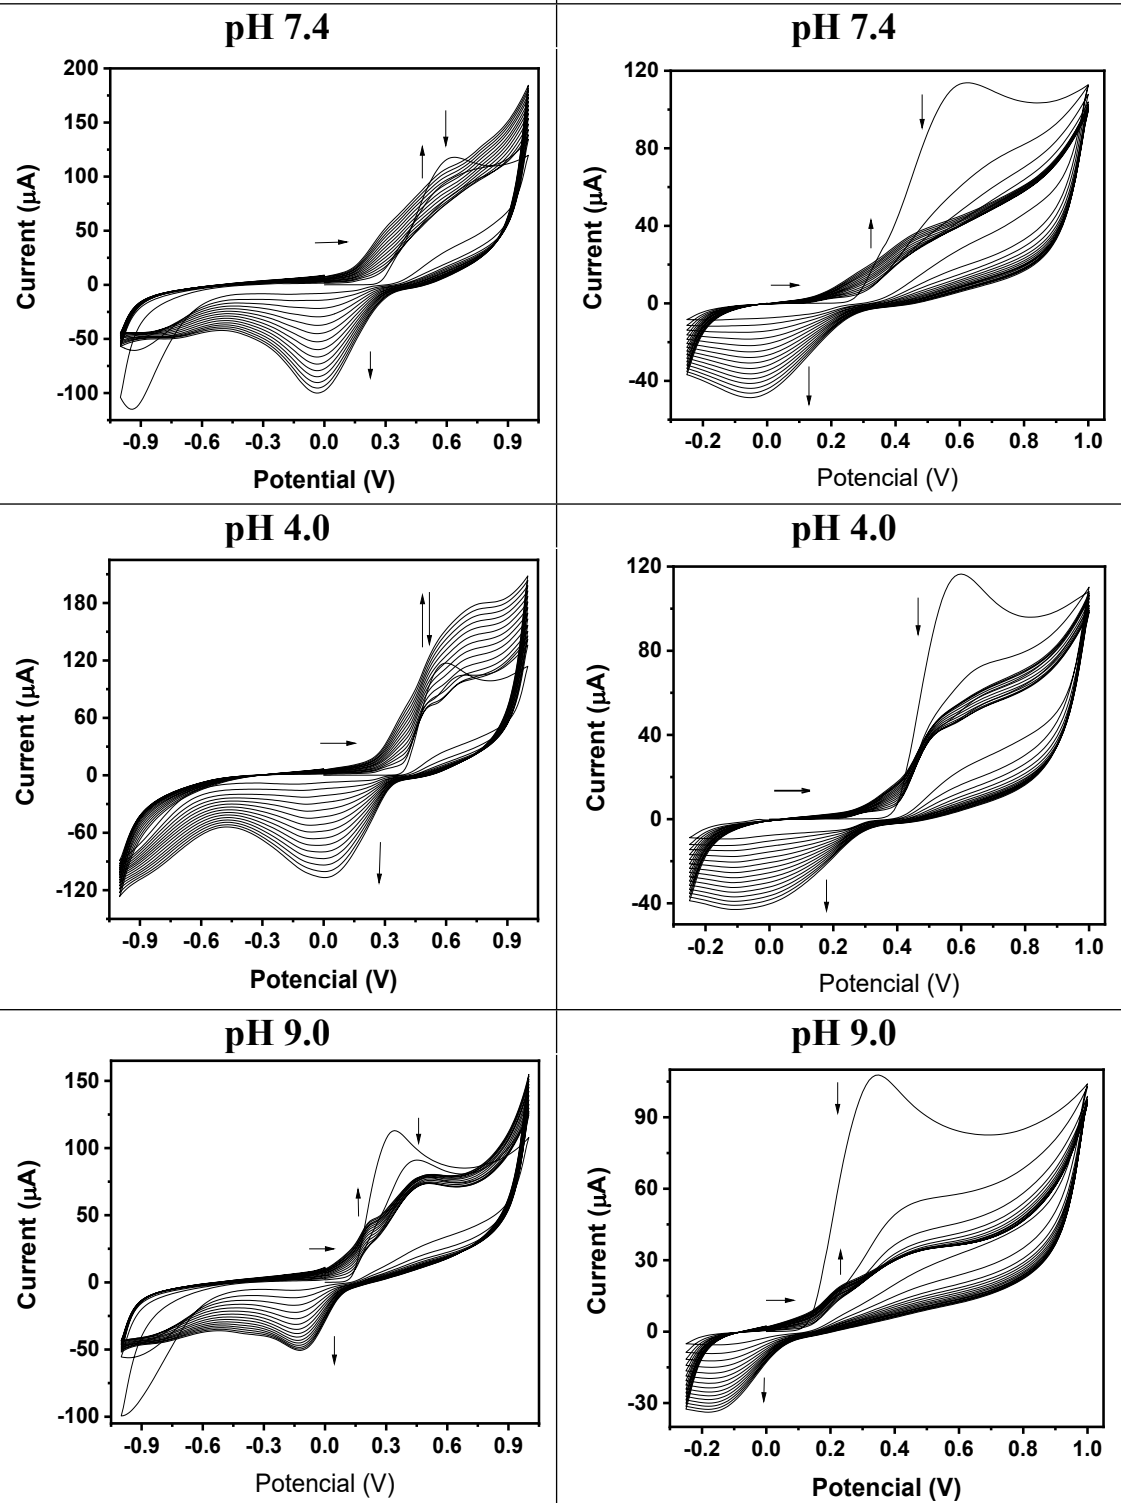 pH 7.4
200
150
100
50
0
-50
-100
Current (µA)
-0.9 -0.6 -0.3 0.0 0.3 0.6 0.9
Potential (V)
pH 7.4
120
80
40
0
-40
Current (µA)
-0.2 0.0 0.2 0.4 0.6 0.8 1.0
Potencial (V)
pH 4.0
180
120
60
0
-60
-120
Current (µA)
-0.9 -0.6 -0.3 0.0 0.3 0.6 0.9
Potencial (V)
pH 4.0
120
80
40
0
-40
Current (µA)
-0.2 0.0 0.2 0.4 0.6 0.8 1.0
Potencial (V)
pH 9.0
150
100
50
0
-50
-100
Current (µA)
-0.9 -0.6 -0.3 0.0 0.3 0.6 0.9
Potencial (V)
pH 9.0
90
60
30
0
-30
Current (µA)
-0.2 0.0 0.2 0.4 0.6 0.8 1.0
Potencial (V)